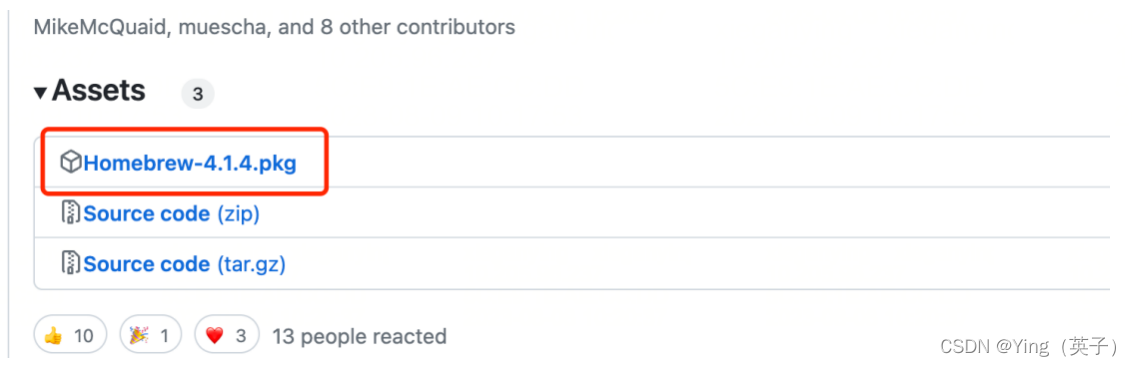 MikeMcQuaid, muescha, and 8 other contributors
▾ Assets 3
Homebrew-4.1.4.pkg
Source code (zip)
Source code (tar.gz)
👍 10 🎉 1 ❤️ 3 13 people reacted
CSDN @Ying（英子）